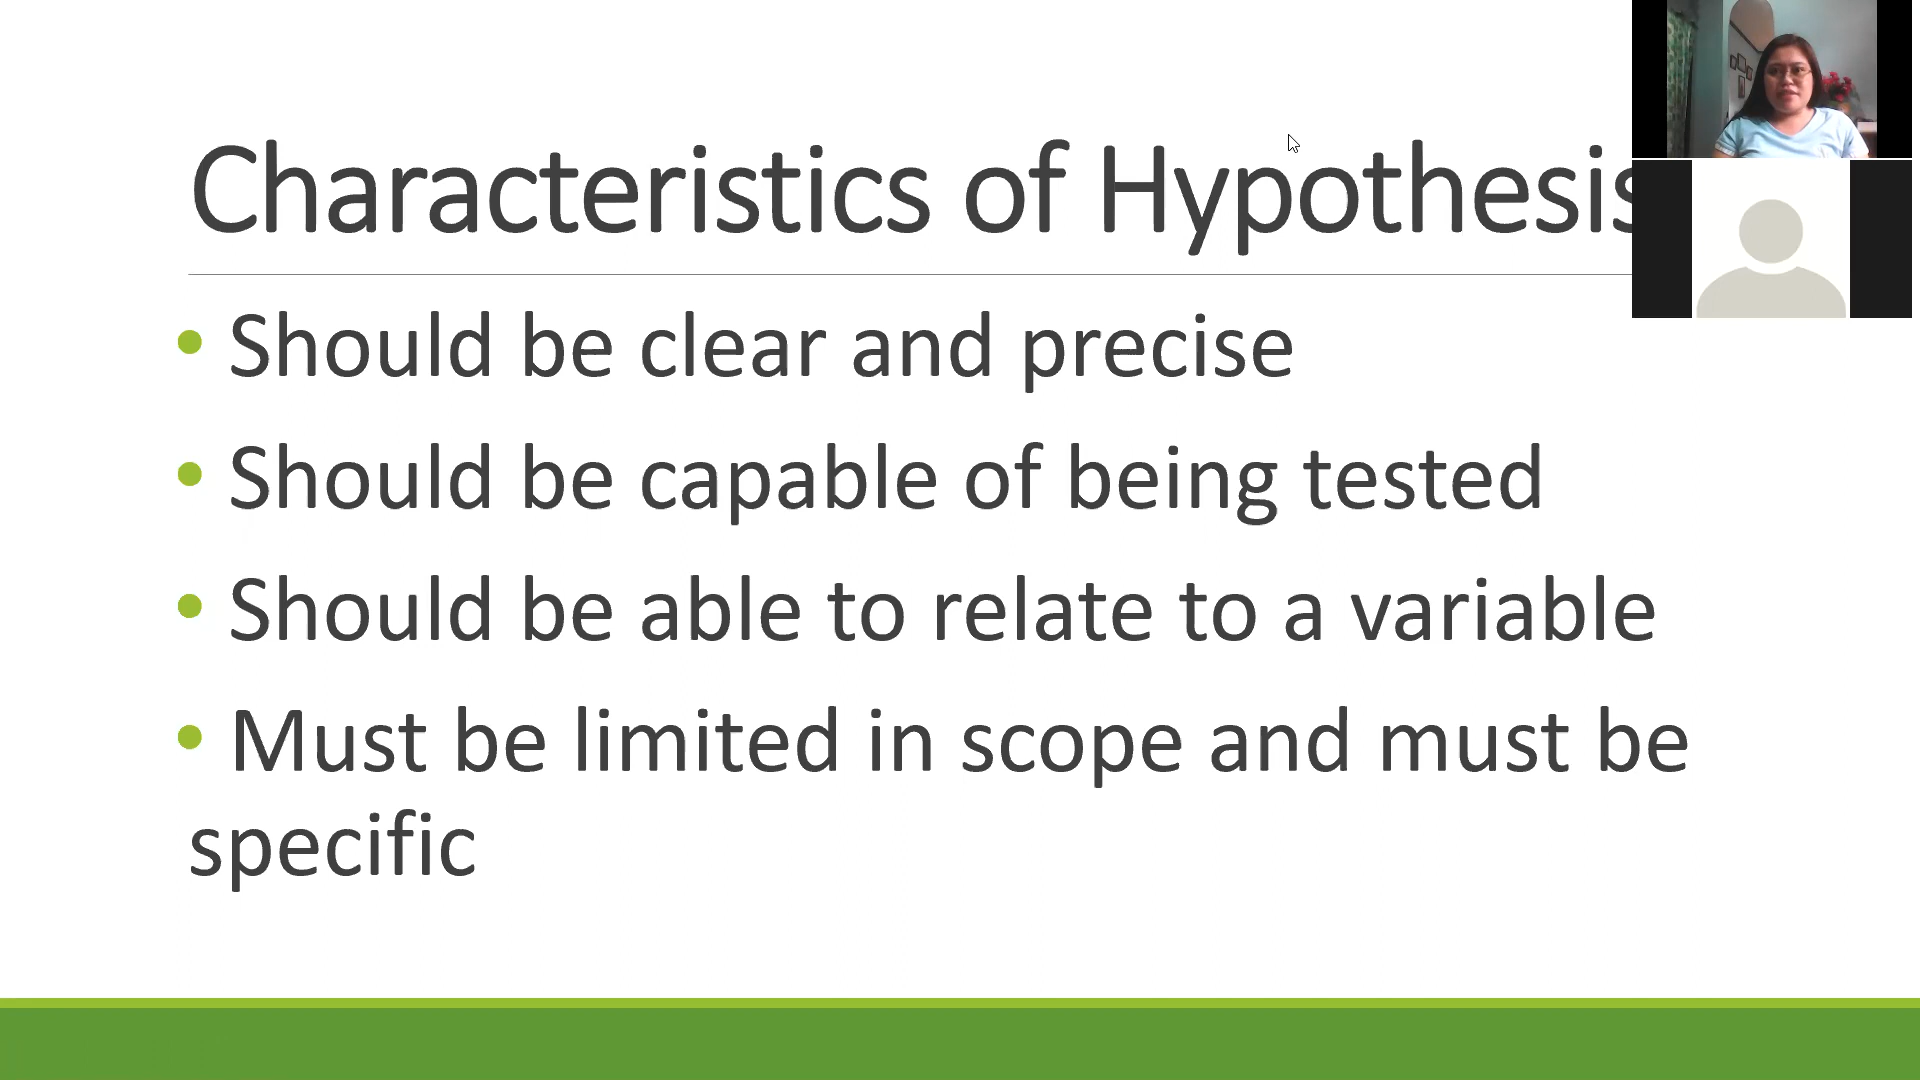 Characteristics of Hypothesis
• Should be clear and precise
• Should be capable of being tested
• Should be able to relate to a variable
• Must be limited in scope and must be
specific